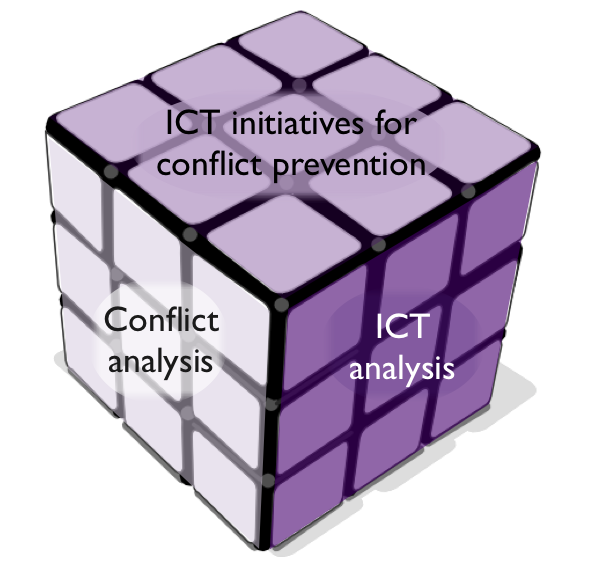 ICT initiatives for
conflict prevention
Conflict
analysis
ICT
analysis